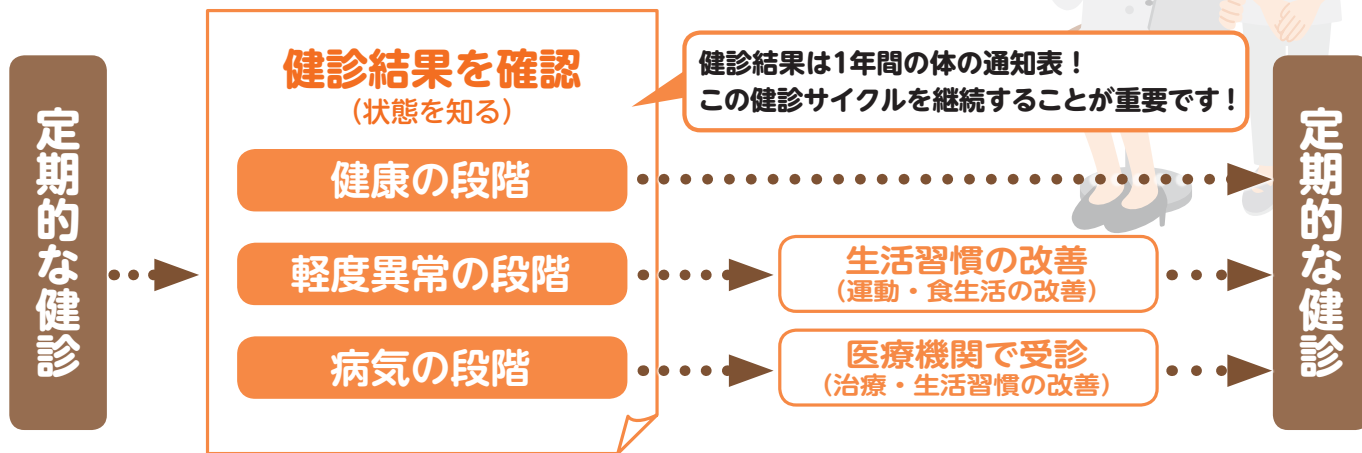 定期的な健診
健診結果を確認
（状態を知る）
健診結果は1年間の体の通知表！
この健診サイクルを継続することが重要です！
健康の段階
軽度異常の段階
生活習慣の改善
（運動・食生活の改善）
病気の段階
医療機関で受診
（治療・生活習慣の改善）
定期的な健診